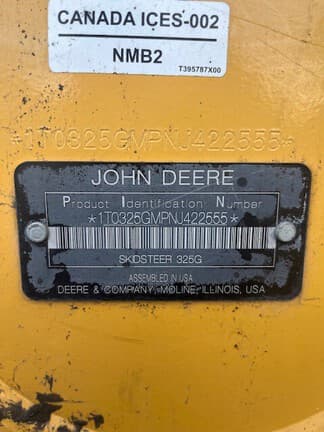 CANADA ICES-002
NMB2
T395787X00
*1T0325GMPNJ422555*
JOHN DEERE
Product Identification Number
*1T0325GMPNJ422555*
SKIDSTEER 325G
ASSEMBLED IN USA
DEERE & COMPANY, MOLINE, ILLINOIS, USA